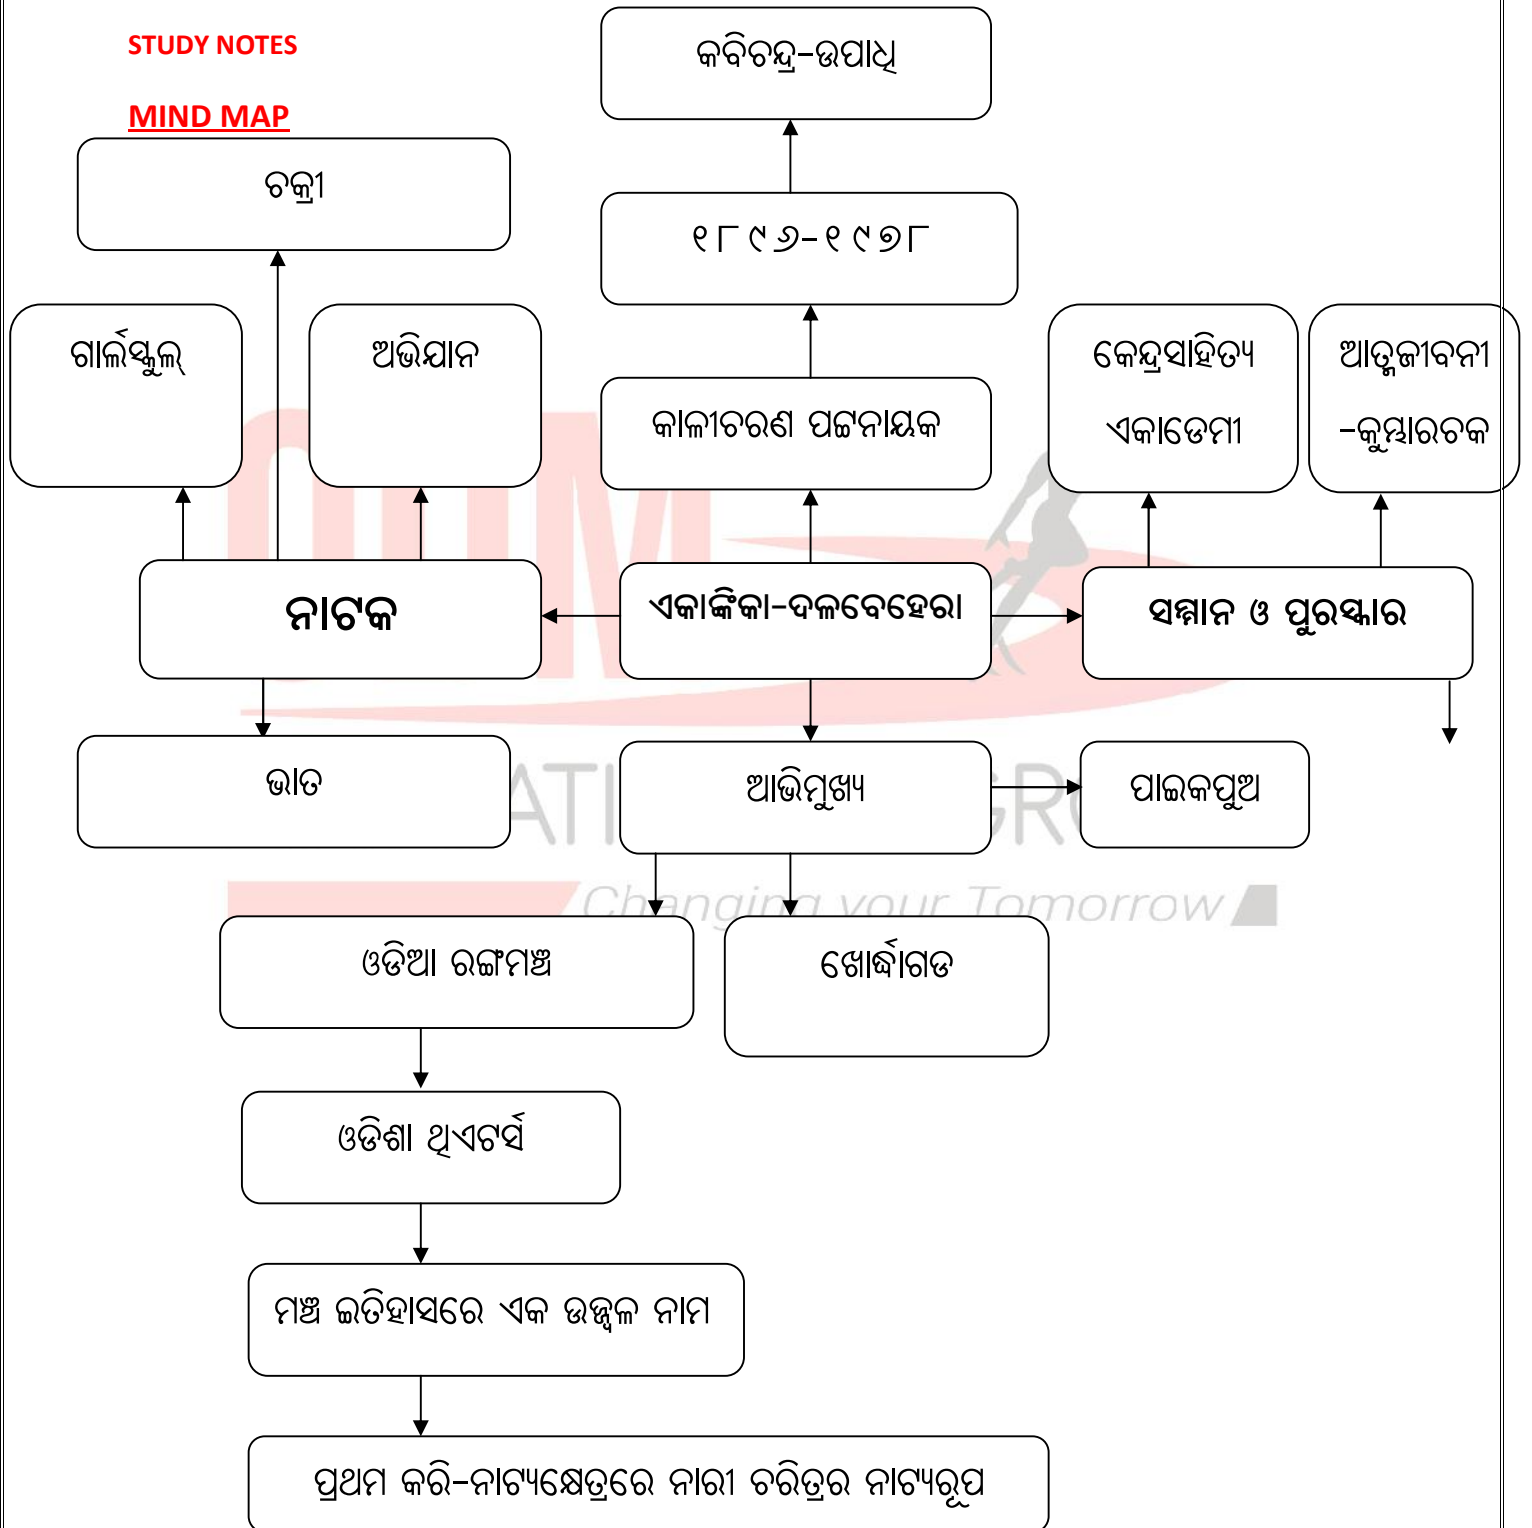 STUDY NOTES
କବିଚନ୍ଦ୍ର-ଉପାଧି
MIND MAP
ଚକ୍ରୀ
୧୮୯୬-୧୯୭୮
ଗାର୍ଲସ୍କୁଲ୍
ଅଭିଯାନ
କେନ୍ଦ୍ରସାହିତ୍ୟ
ଏକାଡେମୀ
ଆତ୍ମଜୀବନୀ
-କୁମ୍ଭାରଚକ
କାଳୀଚରଣ ପଟ୍ଟନାୟକ
ନାଟକ
ଏକାଙ୍କିକା-ଦଳବେହେରା
ସମ୍ମାନ ଓ ପୁରସ୍କାର
ଭାତ
ଆଭିମୁଖ୍ୟ
ପାଇକପୁଅ
Changing your Tomorrow
ଓଡିଆ ରଙ୍ଗମଞ୍ଚ
ଖୋର୍ଦ୍ଧାଗଡ
ଓଡିଶା ଥିଏଟର୍ସ
ମଞ୍ଚ ଇତିହାସରେ ଏକ ଉଜ୍ଜ୍ୱଳ ନାମ
ପ୍ରଥମ କରି-ନାଟ୍ୟକ୍ଷେତ୍ରରେ ନାରୀ ଚରିତ୍ରର ନାଟ୍ୟରୂପ